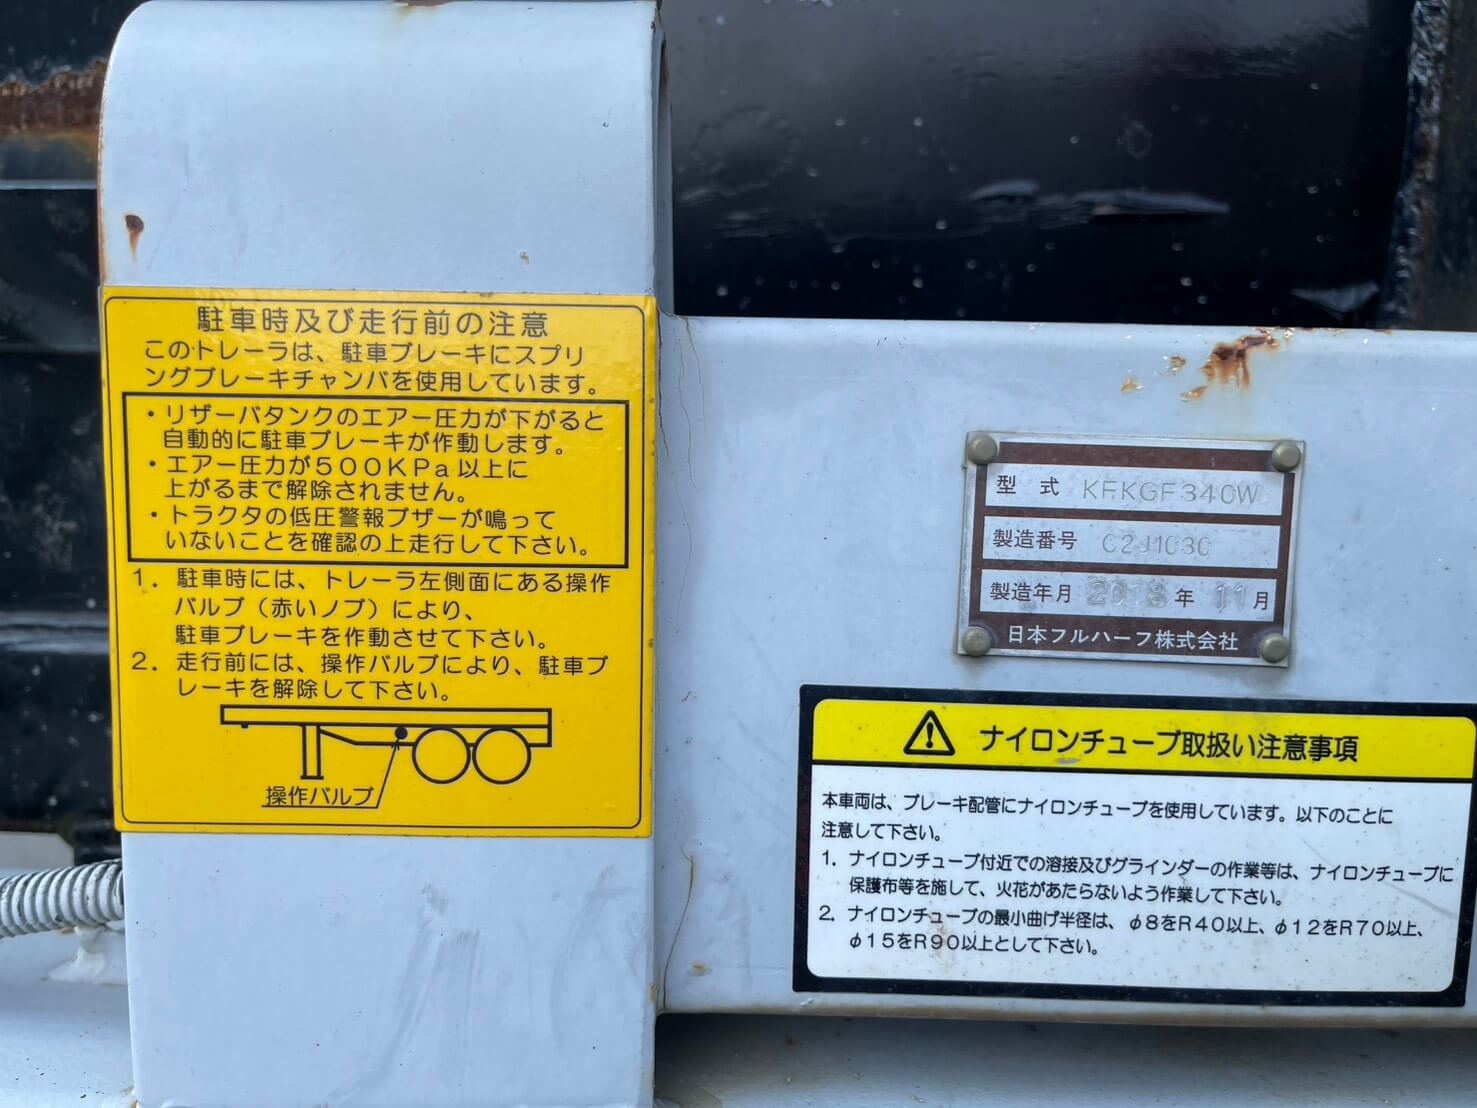 駐車時及び走行前の注意
このトレーラは、駐車ブレーキにスプリ
ングブレーキチャンバを使用しています。
・リザーバタンクのエアー圧力が下がると
自動的に駐車ブレーキが作動します。
・エアー圧力が500KPa以上に
上がるまで解除されません。
・トラクタの低圧警報ブザーが鳴って
いないことを確認の上走行して下さい。
1. 駐車時には、トレーラ左側面にある操作
バルブ（赤いノブ）により、
駐車ブレーキを作動させて下さい。
2. 走行前には、操作バルブにより、駐車ブ
レーキを解除して下さい。
操作バルブ
型 式 KFKGF340W
製造番号 C2J1030
製造年月 2018年 11月
日本フルハーフ株式会社
ナイロンチューブ取扱い注意事項
本車両は、ブレーキ配管にナイロンチューブを使用しています。以下のことに
注意して下さい。
1. ナイロンチューブ付近での溶接及びグラインダーの作業等は、ナイロンチューブに
保護布等を施して、火花があたらないよう作業して下さい。
2. ナイロンチューブの最小曲げ半径は、φ8をR40以上、φ12をR70以上、
φ15をR90以上として下さい。